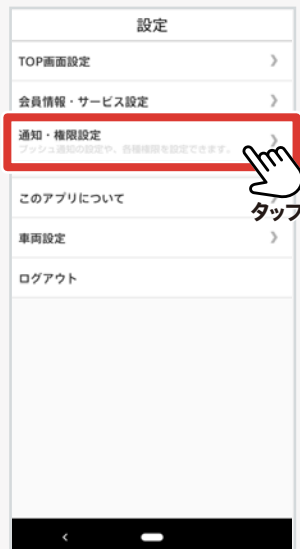 設定
TOP画面設定
会員情報・サービス設定
通知・権限設定
プッシュ通知の設定や、各種権限を設定できます。
タップ
このアプリについて
車両設定
ログアウト